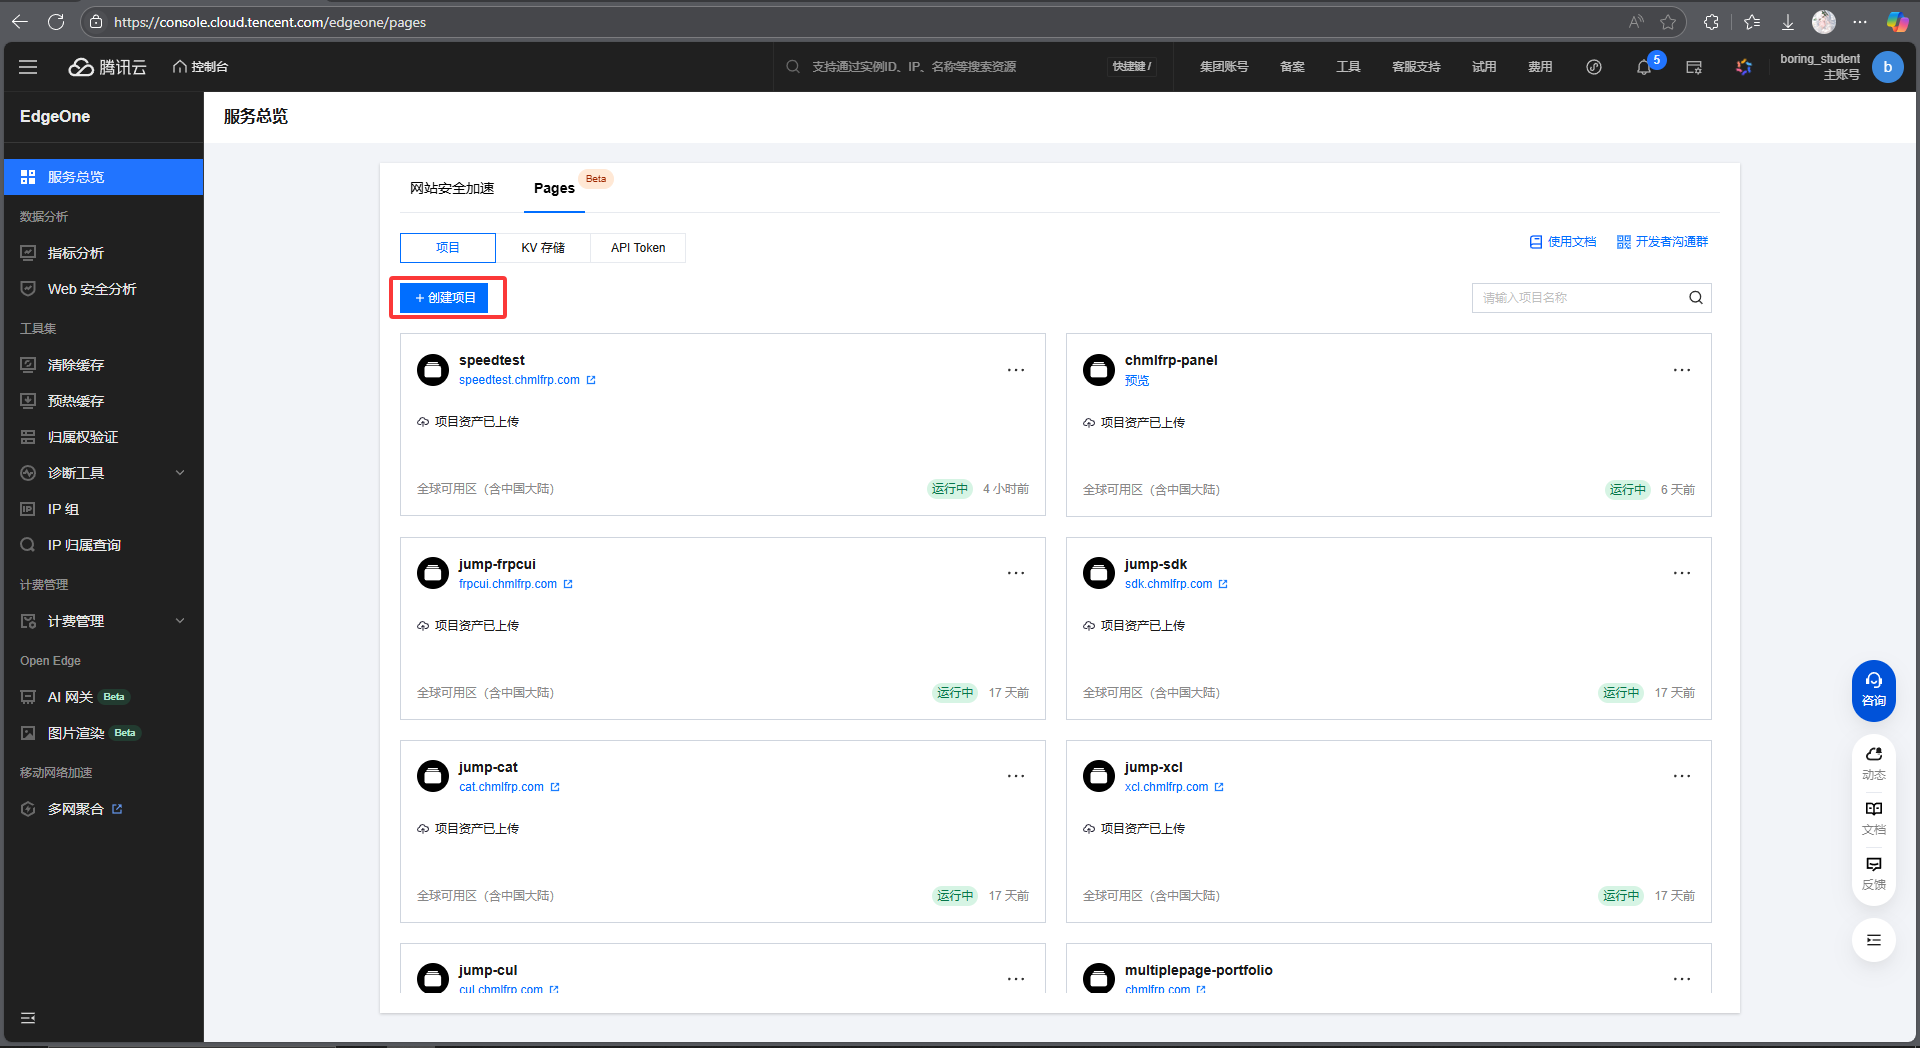 https://console.cloud.tencent.com/edgeone/pages
腾讯云
控制台
支持通过实例ID、IP、名称等搜索资源
快捷键 /
集团账号
备案
工具
客服支持
试用
费用
5
boring_student
主账号
b
EdgeOne
服务总览
数据分析
指标分析
Web 安全分析
工具集
清除缓存
预热缓存
归属权验证
诊断工具
IP 组
IP 归属查询
计费管理
计费管理
Open Edge
AI 网关 Beta
图片渲染 Beta
移动网络加速
多网聚合
服务总览
网站安全加速
Pages
Beta
项目
KV 存储
API Token
使用文档
开发者沟通群
+ 创建项目
请输入项目名称
speedtest
speedtest.chmlfrp.com
项目资产已上传
全球可用区（含中国大陆）
运行中
4 小时前
chmlfrp-panel
预览
项目资产已上传
全球可用区（含中国大陆）
运行中
6 天前
jump-frpcui
frpcui.chmlfrp.com
项目资产已上传
全球可用区（含中国大陆）
运行中
17 天前
jump-sdk
sdk.chmlfrp.com
项目资产已上传
全球可用区（含中国大陆）
运行中
17 天前
jump-cat
cat.chmlfrp.com
项目资产已上传
全球可用区（含中国大陆）
运行中
17 天前
jump-xcl
xcl.chmlfrp.com
项目资产已上传
全球可用区（含中国大陆）
运行中
17 天前
jump-cul
cul.chmlfrp.com
multiplepage-portfolio
chmlfrp.com
咨询
动态
文档
反馈